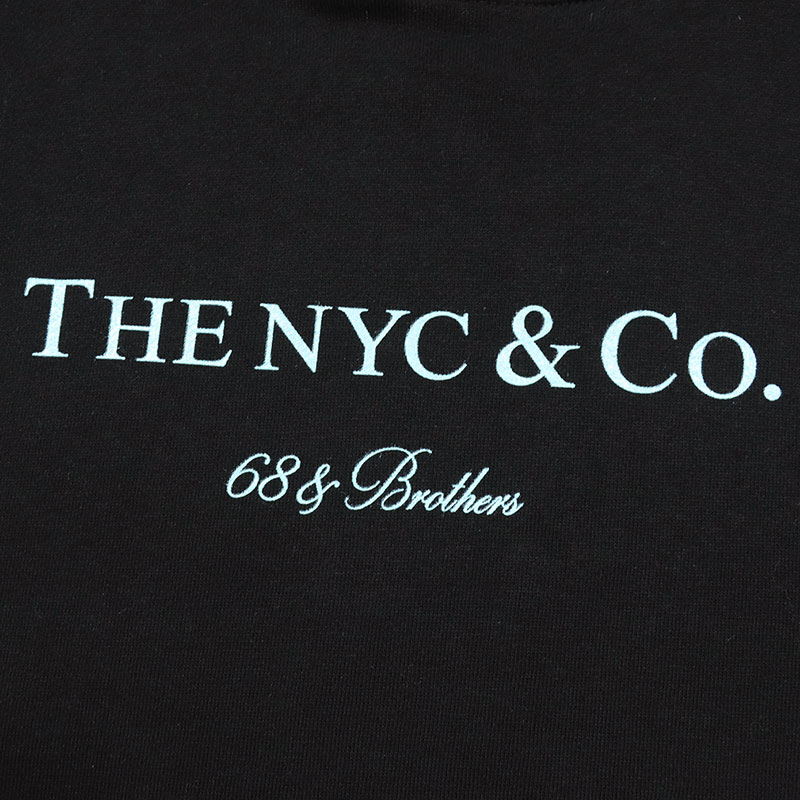 THE NYC & CO.
68 & Brothers